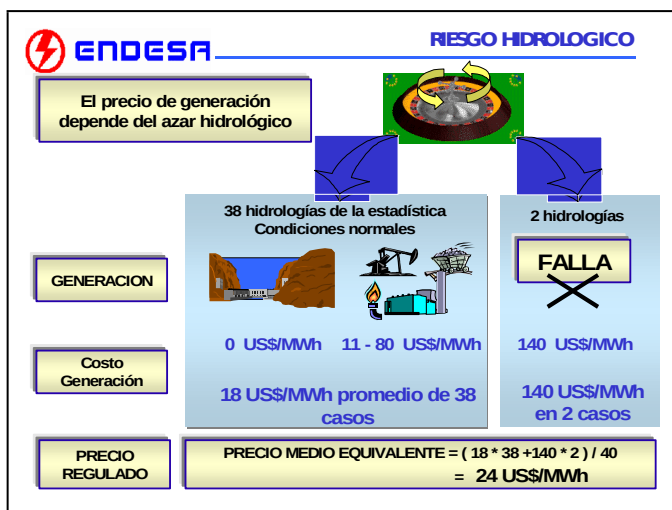 ENDESA
RIESGO HIDROLOGICO
El precio de generación
depende del azar hidrológico
38 hidrologías de la estadística
Condiciones normales
2 hidrologías
GENERACION
FALLA
0 US$/MWh
11 - 80 US$/MWh
140 US$/MWh
Costo
Generación
18 US$/MWh promedio de 38
casos
140 US$/MWh
en 2 casos
PRECIO
REGULADO
PRECIO MEDIO EQUIVALENTE = ( 18 * 38 +140 * 2 ) / 40
= 24 US$/MWh